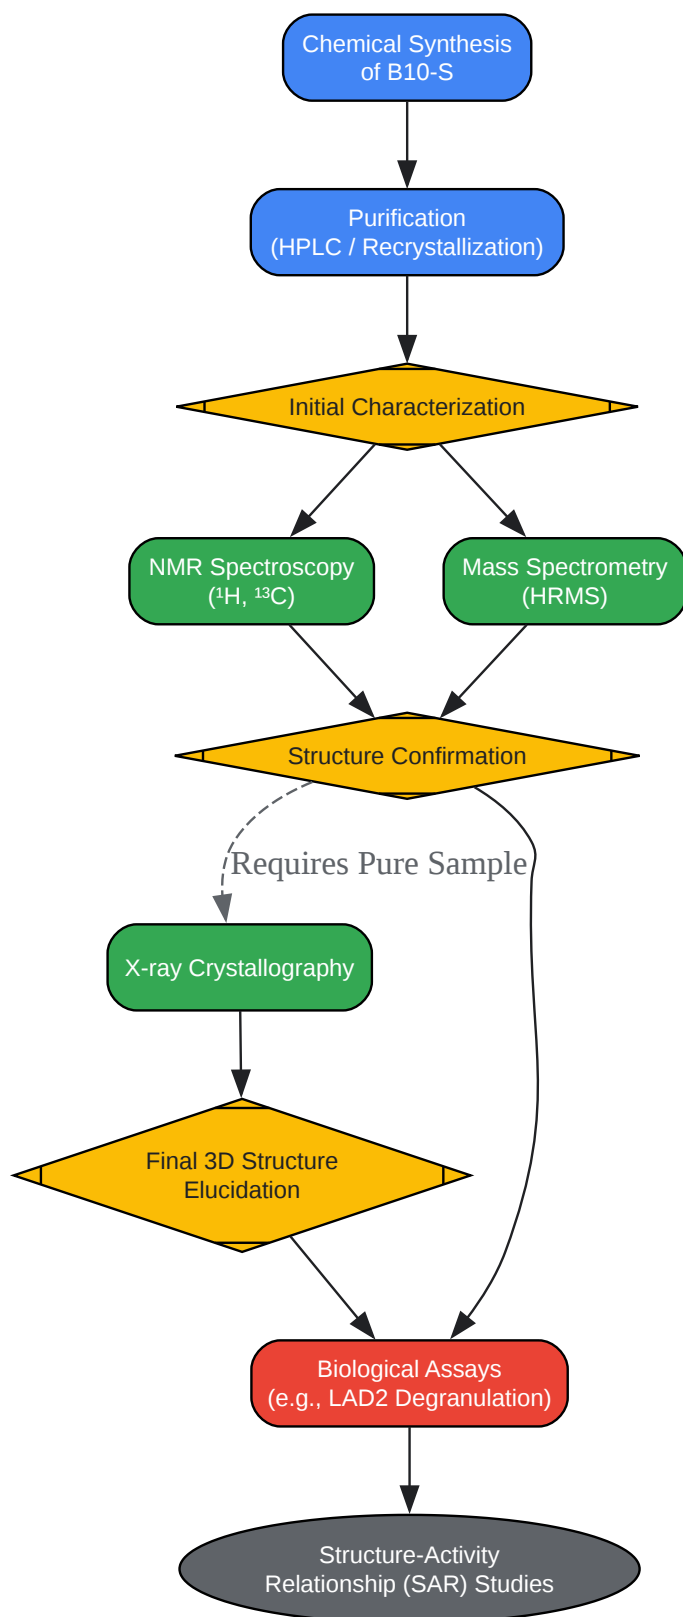 Chemical Synthesis
of B10-S
Purification
(HPLC / Recrystallization)
Initial Characterization
NMR Spectroscopy
(¹H, ¹³C)
Mass Spectrometry
(HRMS)
Structure Confirmation
Requires Pure Sample
X-ray Crystallography
Final 3D Structure
Elucidation
Biological Assays
(e.g., LAD2 Degranulation)
Structure-Activity
Relationship (SAR) Studies